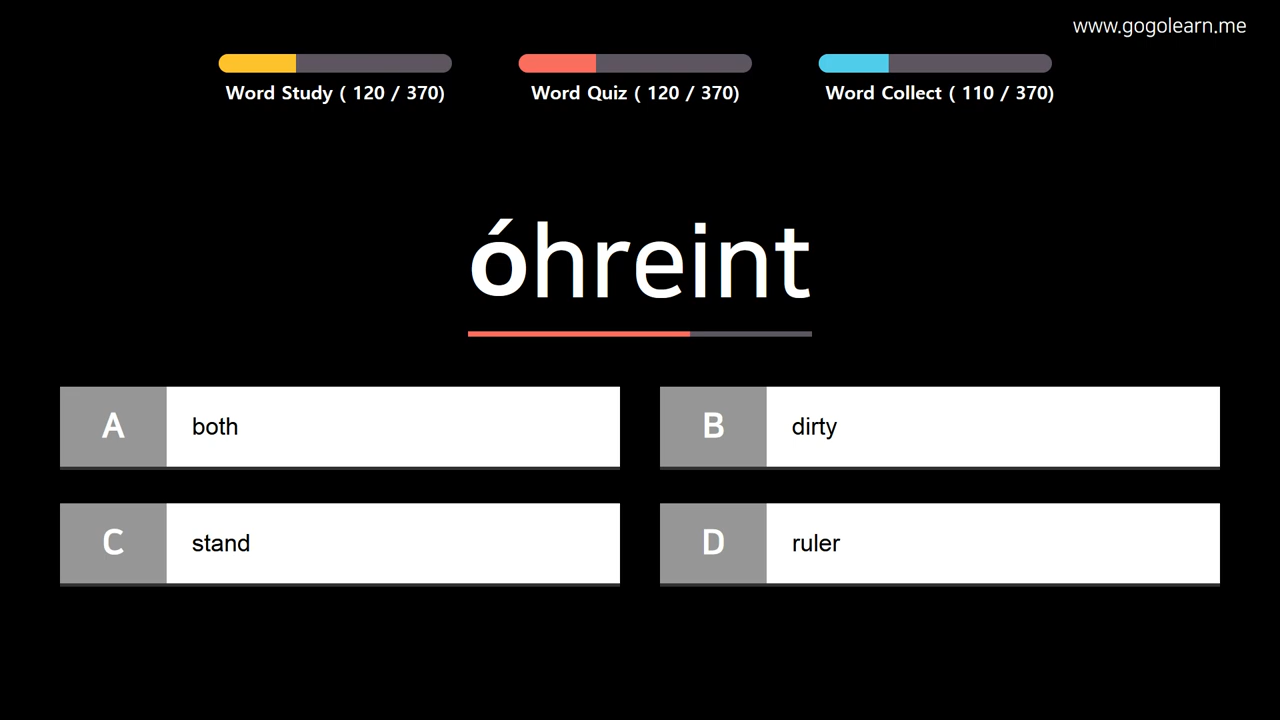 www.gogolearn.me
Word Study ( 120 / 370)
Word Quiz ( 120 / 370)
Word Collect ( 110 / 370)
óhreint
A both
B dirty
C stand
D ruler